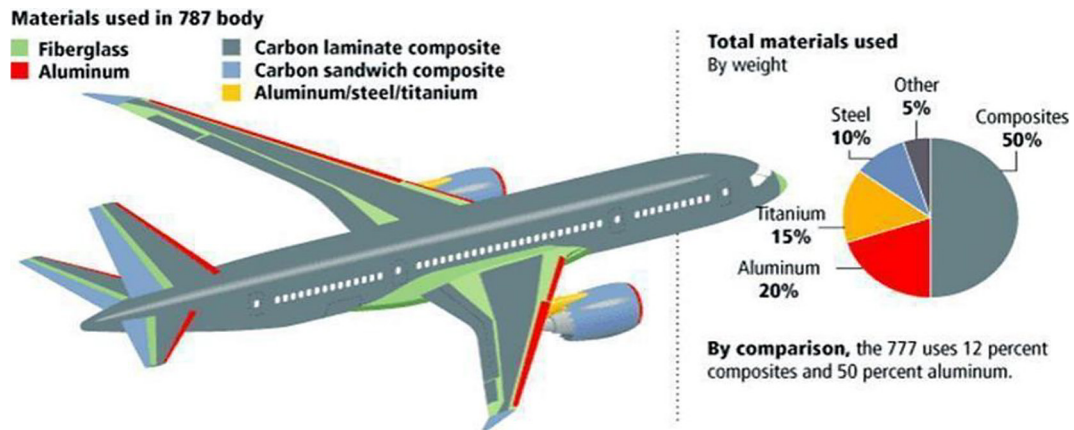 Materials used in 787 body
Fiberglass
Aluminum
Carbon laminate composite
Carbon sandwich composite
Aluminum/steel/titanium
Total materials used
By weight
Other
5%
Steel
10%
Composites
50%
Titanium
15%
Aluminum
20%
By comparison, the 777 uses 12 percent
composites and 50 percent aluminum.